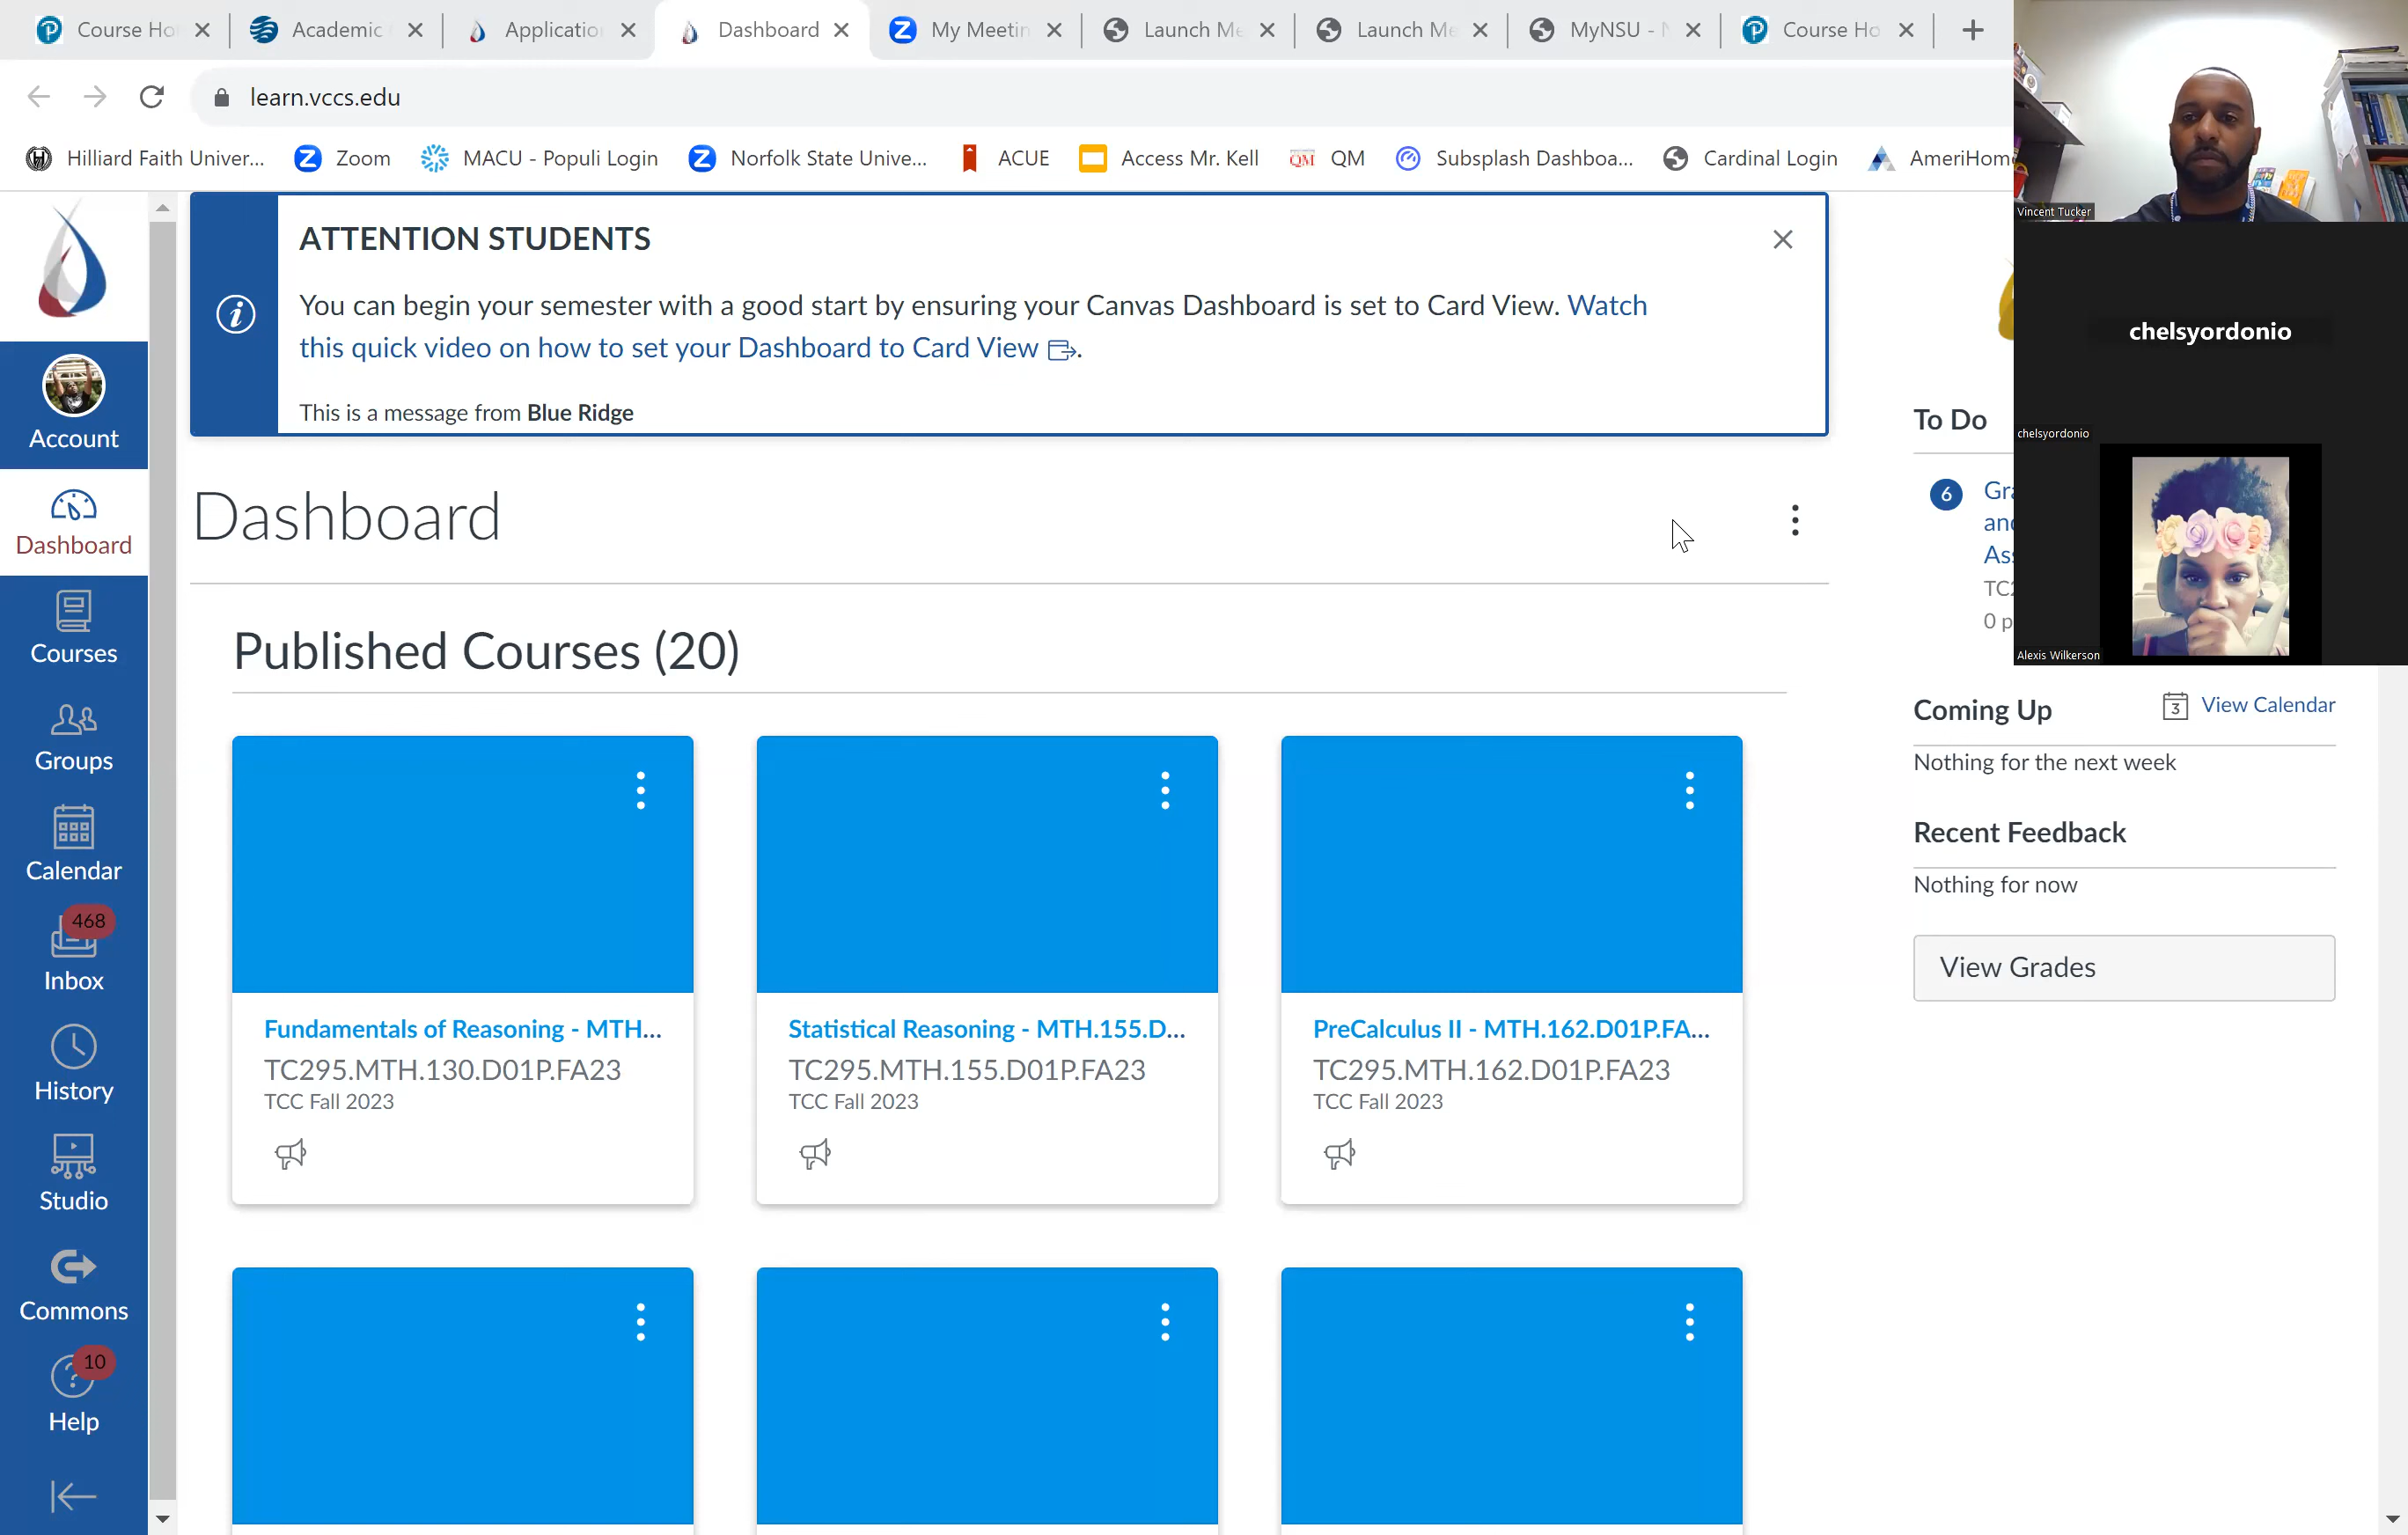 Course Ho
Academic
Applicatio
Dashboard
My Meetin
Launch Me
Launch Me
MyNSU - N
Course Ho
learn.vccs.edu
Hilliard Faith Univer...
Zoom
MACU - Populi Login
Norfolk State Unive...
ACUE
Access Mr. Kell
QM QM
Subsplash Dashboa...
Cardinal Login
AmeriHom
Vincent Tucker
chelsyordonio
chelsyordonio
Alexis Wilkerson
Account
Dashboard
Courses
Groups
Calendar
468
Inbox
History
Studio
Commons
10
Help
ATTENTION STUDENTS
You can begin your semester with a good start by ensuring your Canvas Dashboard is set to Card View. Watch
this quick video on how to set your Dashboard to Card View.
This is a message from Blue Ridge
Dashboard
Published Courses (20)
Fundamentals of Reasoning - MTH...
TC295.MTH.130.D01P.FA23
TCC Fall 2023
Statistical Reasoning - MTH.155.D...
TC295.MTH.155.D01P.FA23
TCC Fall 2023
PreCalculus II - MTH.162.D01P.FA...
TC295.MTH.162.D01P.FA23
TCC Fall 2023
To Do
6
Gra
and
Ass
TC2
0 p
Coming Up
3 View Calendar
Nothing for the next week
Recent Feedback
Nothing for now
View Grades